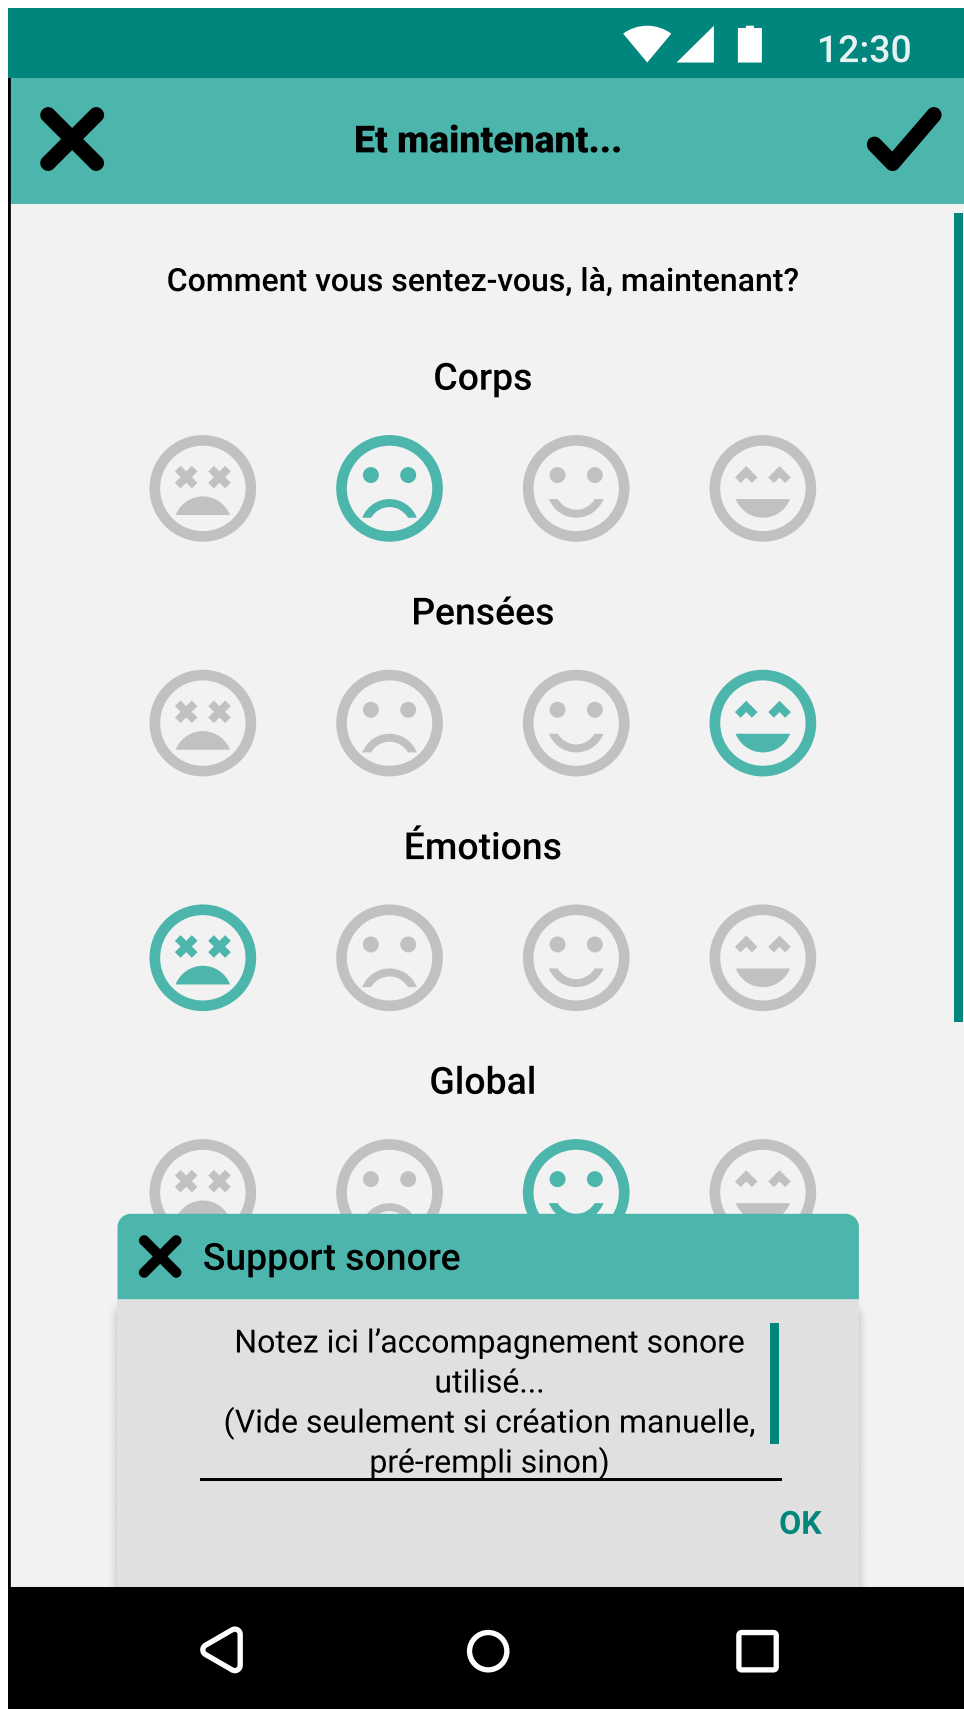 12:30
Et maintenant...
Comment vous sentez-vous, là, maintenant?
Corps
Pensées
Émotions
Global
Support sonore
Notez ici l’accompagnement sonore
utilisé...
(Vide seulement si création manuelle,
pré-rempli sinon)
OK